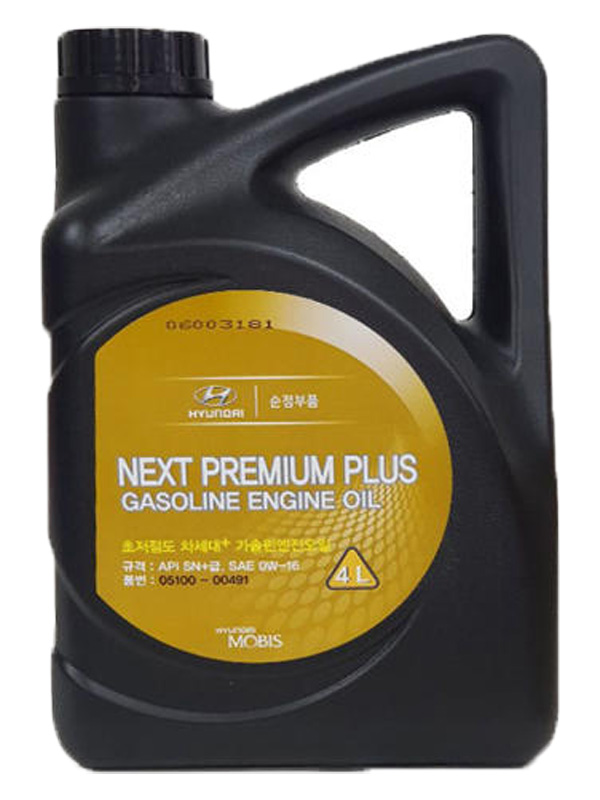 06003181
HYUNDAI 순정부품
NEXT PREMIUM PLUS
GASOLINE ENGINE OIL
초저점도 차세대+ 가솔린엔진오일
규격 : API SN+급, SAE 0W-16
4L
품번 : 05100 - 00491
HYUNDAI
MOBIS